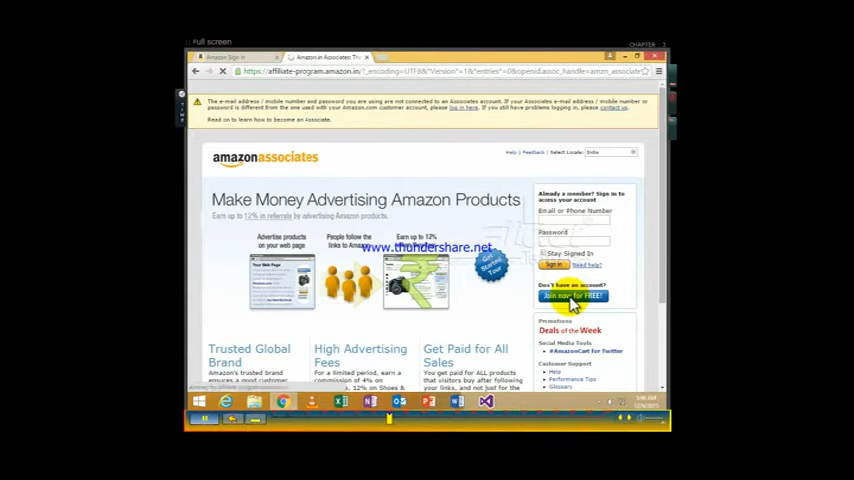 :: Full screen
CHAPTER : 3
Amazon Sign In
Amazon.in Associates: The
https://affiliate-program.amazon.in/?_encoding=UTF8&"Version"=1&"entries"=0&openid.assoc_handle=amzn_associate
The e-mail address / mobile number and password you are using are not connected to an Associates account. If your Associates e-mail address / mobile number or
password is different from the one used with your Amazon.com customer account, please log in here. If you still have problems logging in, please contact us.
Read on to learn how to become an Associate.
amazonassociates
Help | Feedback | Select Locale: India
Make Money Advertising Amazon Products
Earn up to 12% in referrals by advertising Amazon products.
Advertise products
on your web page
People follow the
links to Amazon
Earn up to 12%
www.thundershare.net
Get
Started
Tour
Already a member? Sign in to
access your account
Email or Phone Number
Password
Stay Signed In
Sign in
Need help?
Don't have an account?
Join now for FREE!
Promotions
Deals of the Week
Social Media Tools
#AmazonCart for Twitter
Customer Support
Help
Performance Tips
Glossary
Trusted Global
Brand
Amazon's trusted brand
ensures a good customer
High Advertising
Fees
For a limited period, earn a
commission of 4% on
12% on Shoes &
Get Paid for All
Sales
You get paid for ALL products
that visitors buy after following
your links, and not just for the